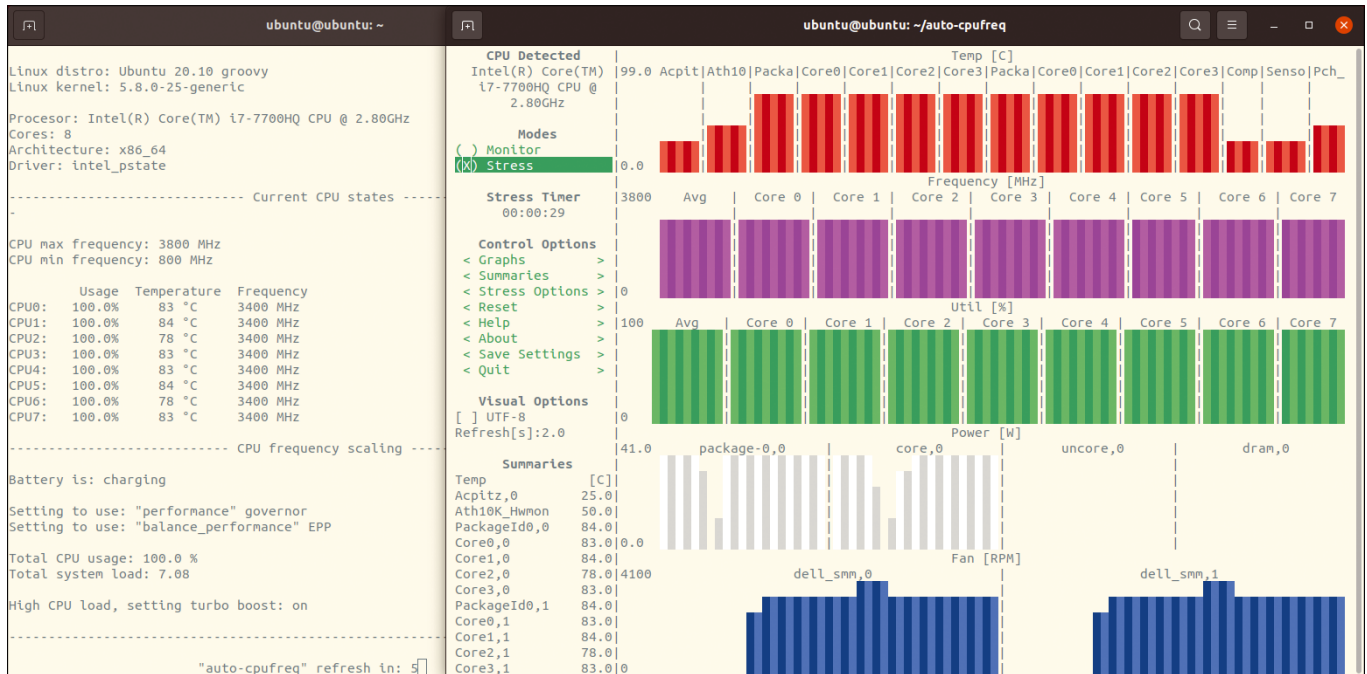 ubuntu@ubuntu: ~
Linux distro: Ubuntu 20.10 groovy
Linux kernel: 5.8.0-25-generic
Procesor: Intel(R) Core(TM) i7-7700HQ CPU @ 2.80GHz
Cores: 8
Architecture: x86_64
Driver: intel_pstate
------------------------------ Current CPU states ------
-
CPU max frequency: 3800 MHz
CPU min frequency: 800 MHz
Usage Temperature Frequency
CPU0: 100.0% 83 °C 3400 MHz
CPU1: 100.0% 84 °C 3400 MHz
CPU2: 100.0% 78 °C 3400 MHz
CPU3: 100.0% 83 °C 3400 MHz
CPU4: 100.0% 83 °C 3400 MHz
CPU5: 100.0% 84 °C 3400 MHz
CPU6: 100.0% 78 °C 3400 MHz
CPU7: 100.0% 83 °C 3400 MHz
---------------------------- CPU frequency scaling -----
Battery is: charging
Setting to use: "performance" governor
Setting to use: "balance_performance" EPP
Total CPU usage: 100.0 %
Total system load: 7.08
High CPU load, setting turbo boost: on
--------------------------------------------------------
"auto-cpufreq" refresh in: 5
ubuntu@ubuntu: ~/auto-cpufreq
CPU Detected
Intel(R) Core(TM)
i7-7700HQ CPU @
2.80GHz
Modes
( ) Monitor
(X) Stress
Stress Timer
00:00:29
Control Options
< Graphs >
< Summaries >
< Stress Options >
< Reset >
< Help >
< About >
< Save Settings >
< Quit >
Visual Options
[ ] UTF-8
Refresh[s]:2.0
Summaries
Temp [C]
Acpitz,0 25.0
Ath10K_Hwmon 50.0
PackageId0,0 84.0
Core0,0 83.0
Core1,0 84.0
Core2,0 78.0
Core3,0 83.0
PackageId0,1 84.0
Core0,1 83.0
Core1,1 84.0
Core2,1 78.0
Core3,1 83.0
Temp [C]
99.0 Acpit|Ath10|Packa|Core0|Core1|Core2|Core3|Packa|Core0|Core1|Core2|Core3|Comp|Senso|Pch_
0.0
Frequency [MHz]
3800 Avg | Core 0 | Core 1 | Core 2 | Core 3 | Core 4 | Core 5 | Core 6 | Core 7
0
Util [%]
100 Avg | Core 0 | Core 1 | Core 2 | Core 3 | Core 4 | Core 5 | Core 6 | Core 7
0
Power [W]
41.0 package-0,0 | core,0 | uncore,0 | dram,0
0.0
Fan [RPM]
4100 dell_smm,0 | dell_smm,1
0